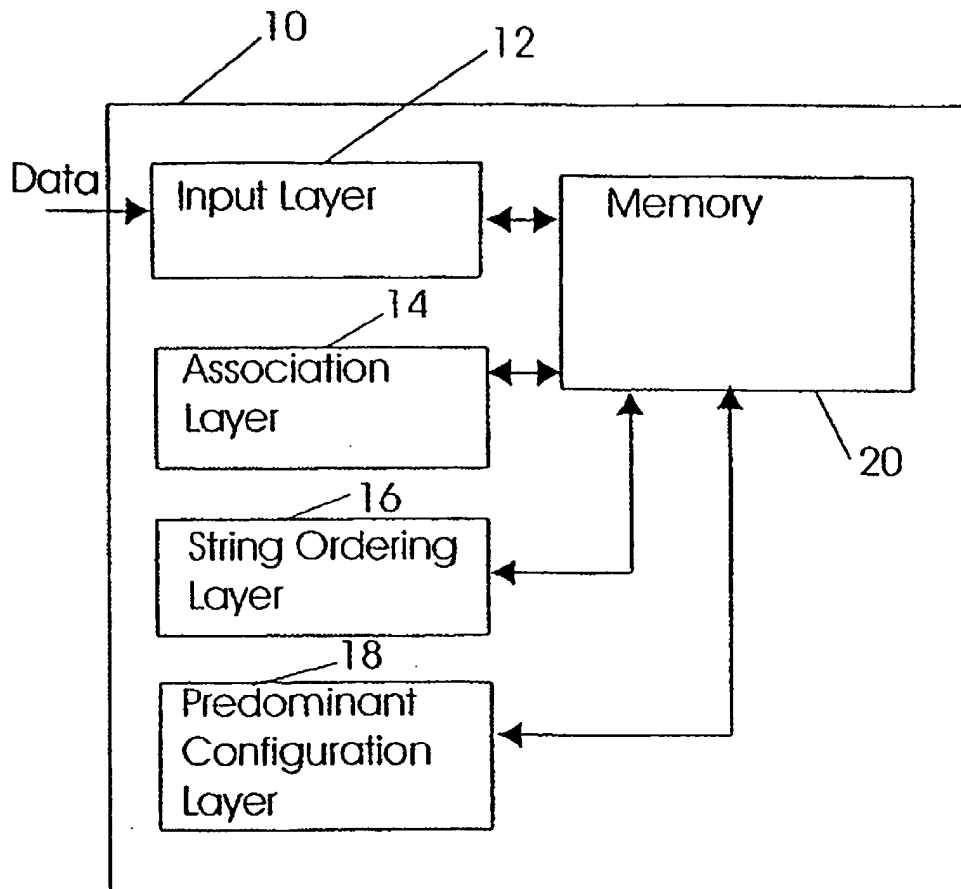 10
12
Data
Input Layer
Memory
14
Association
Layer
20
16
String Ordering
Layer
18
Predominant
Configuration
Layer